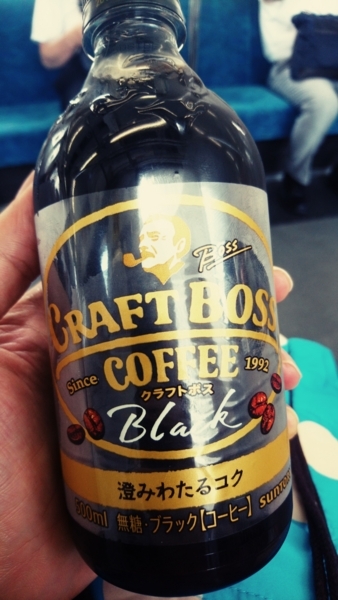 Boss
CRAFT BOSS
Since COFFEE 1992
クラフトボス
Black
澄みわたるコク
500ml 無糖・ブラック【コーヒー】